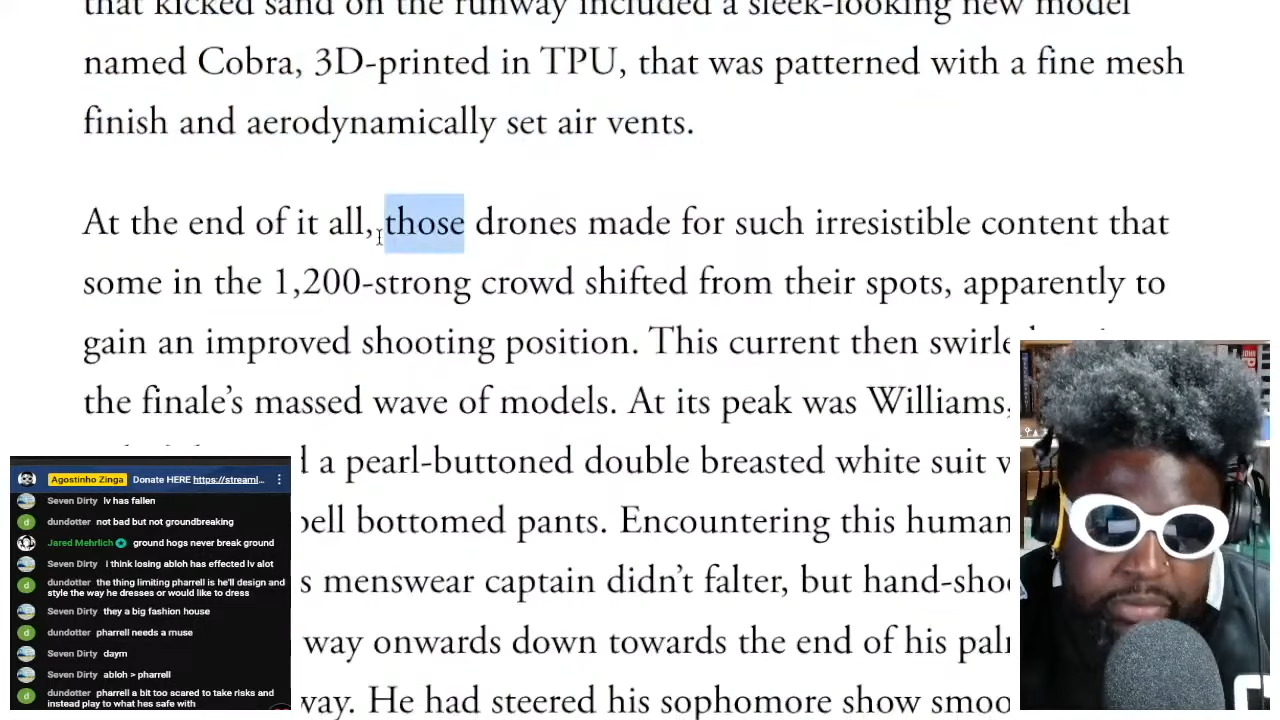 that kicked sand on the runway included a sleek-looking new model
named Cobra, 3D-printed in TPU, that was patterned with a fine mesh
finish and aerodynamically set air vents.
At the end of it all, those drones made for such irresistible content that
some in the 1,200-strong crowd shifted from their spots, apparently to
gain an improved shooting position. This current then swirle
the finale’s massed wave of models. At its peak was Williams,
a pearl-buttoned double breasted white suit
bell bottomed pants. Encountering this human
s menswear captain didn’t falter, but hand-sho
way onwards down towards the end of his pal
way. He had steered his sophomore show smoo
Agostinho Zinga Donate HERE https://streaml...
Seven Dirty lv has fallen
dundotter not bad but not groundbreaking
Jared Mehrlich ground hogs never break ground
Seven Dirty i think losing abloh has effected lv alot
dundotter the thing limiting pharrell is he'll design and
style the way he dresses or would like to dress
Seven Dirty they a big fashion house
dundotter pharrell needs a muse
Seven Dirty daym
Seven Dirty abloh > pharrell
dundotter pharrell a bit too scared to take risks and
instead play to what hes safe with